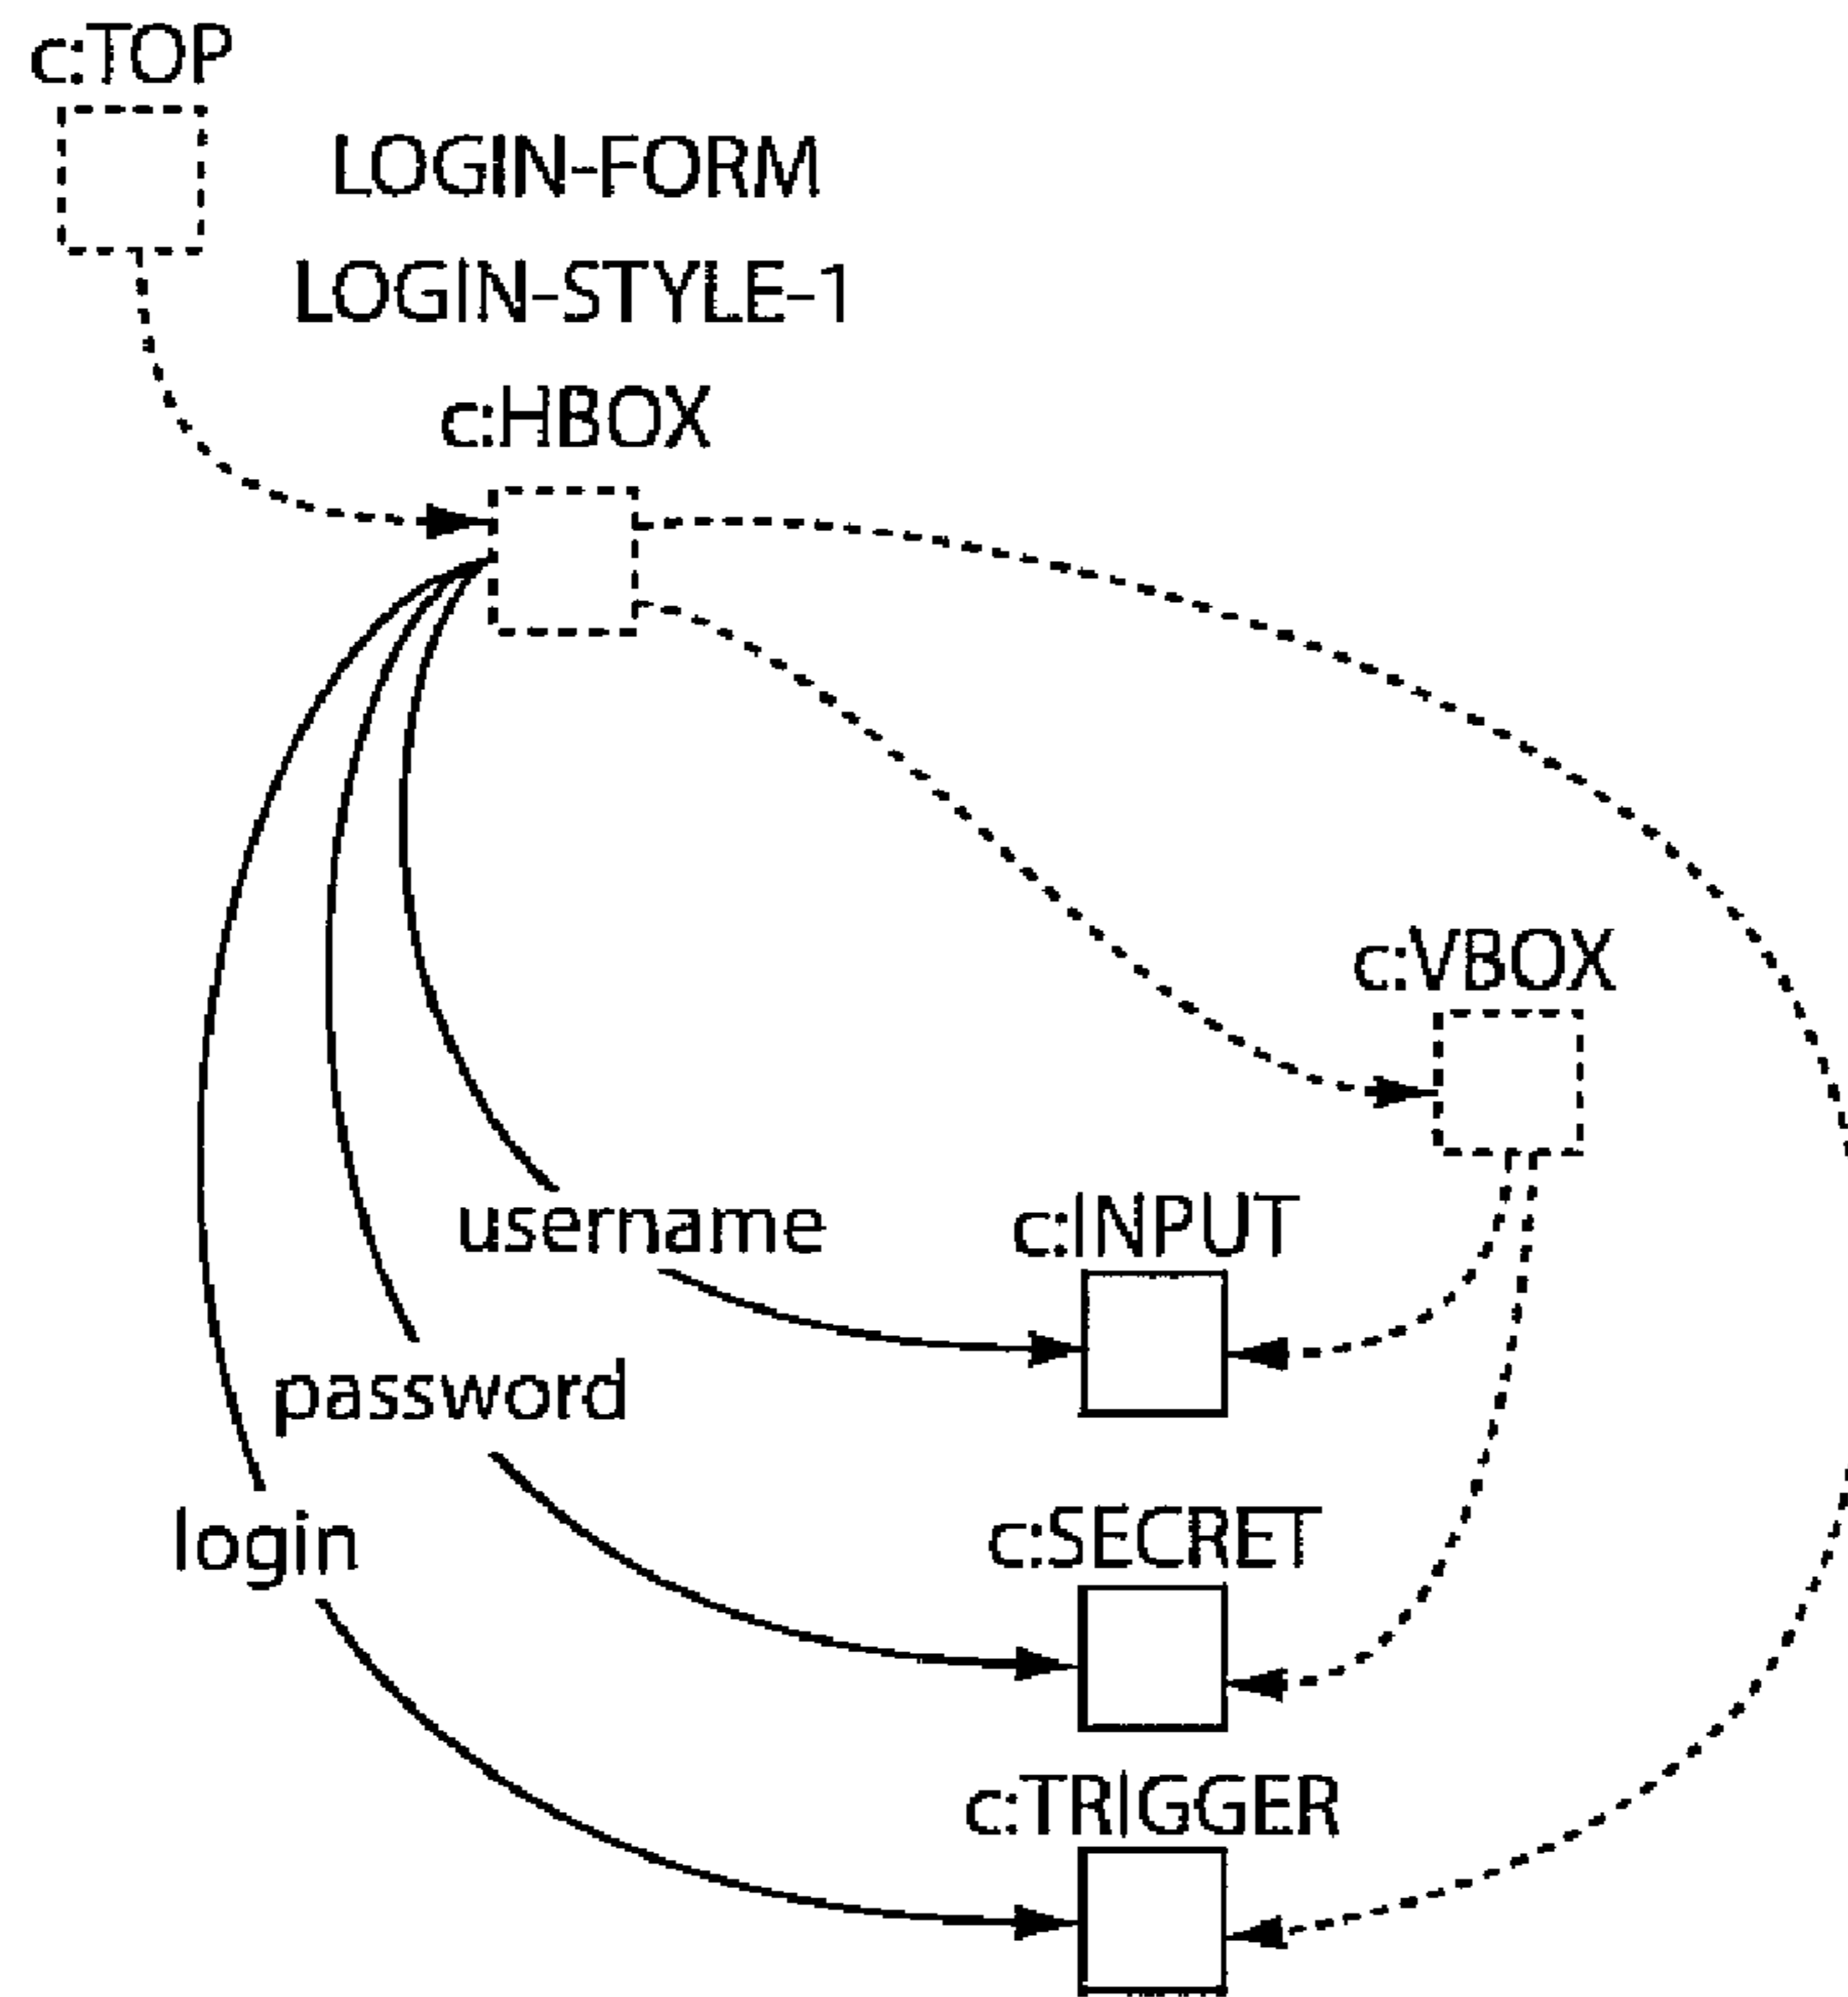 c:TOP
LOGIN-FORM
LOGIN-STYLE-1
c:HBOX
c:VBOX
username
c:INPUT
password
c:SECRET
login
c:TRIGGER